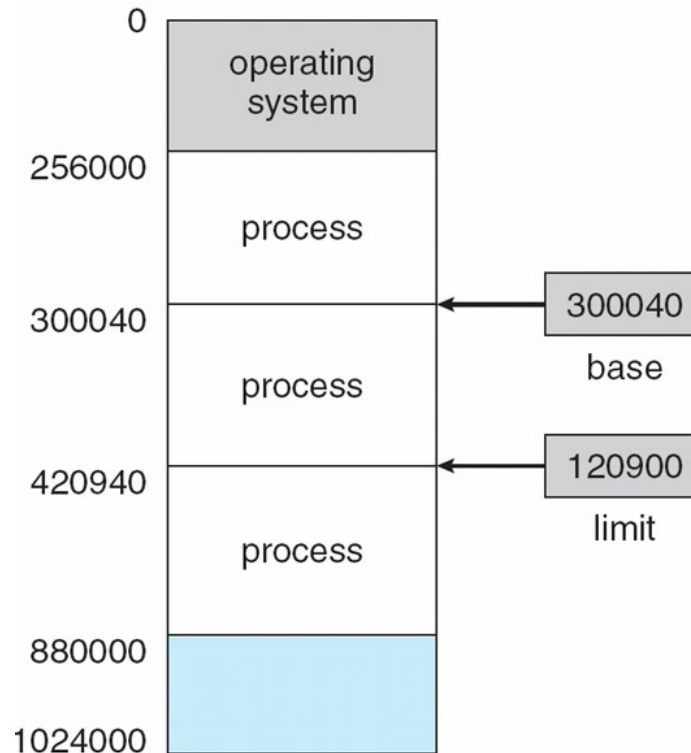 0
operating
system
256000
process
300040
300040
base
process
420940
120900
limit
process
880000
1024000